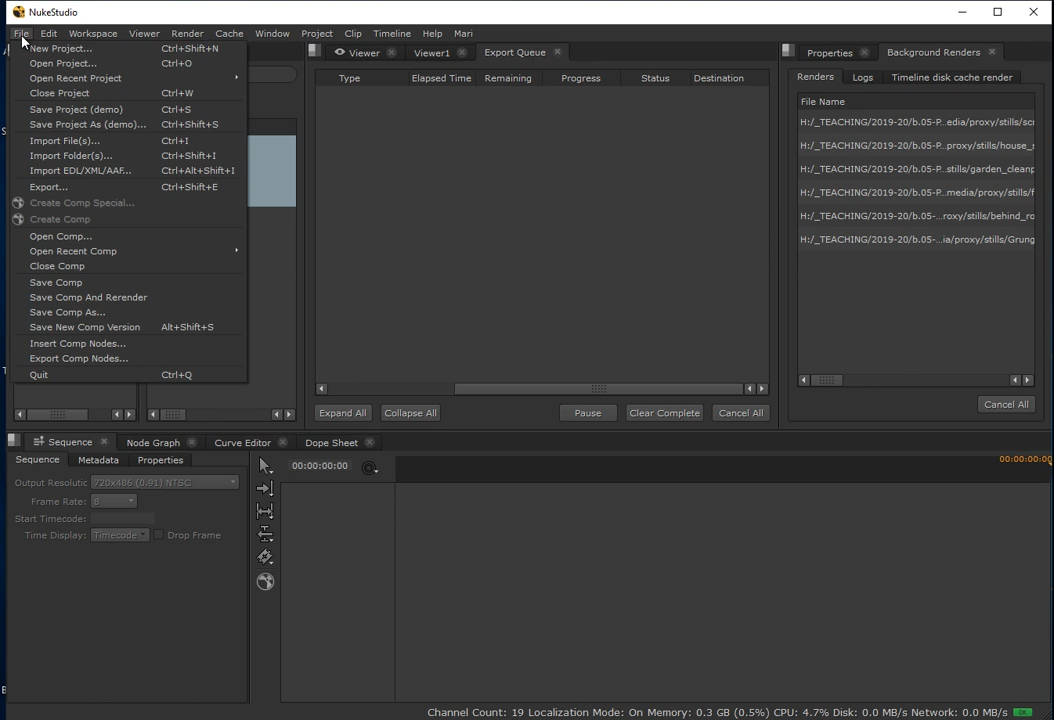 NukeStudio
File Edit Workspace Viewer Render Cache Window Project Clip Timeline Help Mari
New Project... Ctrl+Shift+N
Open Project... Ctrl+O
Open Recent Project
Close Project Ctrl+W
Save Project (demo) Ctrl+S
Save Project As (demo)... Ctrl+Shift+S
Import File(s)... Ctrl+I
Import Folder(s)... Ctrl+Shift+I
Import EDL/XML/AAF... Ctrl+Alt+Shift+I
Export... Ctrl+Shift+E
Create Comp Special...
Create Comp
Open Comp...
Open Recent Comp
Close Comp
Save Comp
Save Comp And Rerender
Save Comp As...
Save New Comp Version Alt+Shift+S
Insert Comp Nodes...
Export Comp Nodes...
Quit Ctrl+Q
Viewer Viewer1 Export Queue
Type Elapsed Time Remaining Progress Status Destination
Expand All Collapse All Pause Clear Complete Cancel All
Properties Background Renders
Renders Logs Timeline disk cache render
File Name
H:/_TEACHING/2019-20/b.05-P...edia/proxy/stills/scr
H:/_TEACHING/2019-20/b.05-P...proxy/stills/house_s
H:/_TEACHING/2019-20/b.05-P...stills/garden_cleanp
H:/_TEACHING/2019-20/b.05-P...media/proxy/stills/f
H:/_TEACHING/2019-20/b.05-...roxy/stills/behind_ro
H:/_TEACHING/2019-20/b.05-...ia/proxy/stills/Grung
Cancel All
Sequence Node Graph Curve Editor Dope Sheet
Sequence Metadata Properties
Output Resolutic 720x486 (0.91) NTSC
Frame Rate: 8
Start Timecode:
Time Display: Timecode Drop Frame
00:00:00:00
00:00:00:00
Channel Count: 19 Localization Mode: On Memory: 0.3 GB (0.5%) CPU: 4.7% Disk: 0.0 MB/s Network: 0.0 MB/s